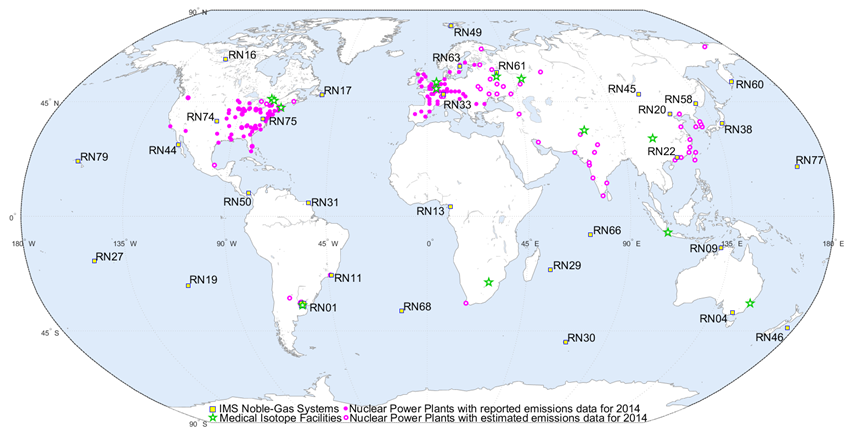 90° N
RN49
RN63
RN61
RN16
RN45
RN60
RN17
RN58
45° N
RN33
RN20
RN74
RN75
RN38
RN44
RN22
RN79
RN77
RN50
RN31
RN13
0°
RN66
180° W 135° W 90° W 45° W 0° 45° E 90° E 135° E 180° E
RN09
RN27
RN29
RN11
RN19
RN01
RN68
RN04
45° S
RN30
RN46
IMS Noble-Gas Systems Nuclear Power Plants with reported emissions data for 2014
Medical Isotope Facilities Nuclear Power Plants with estimated emissions data for 2014
90° S